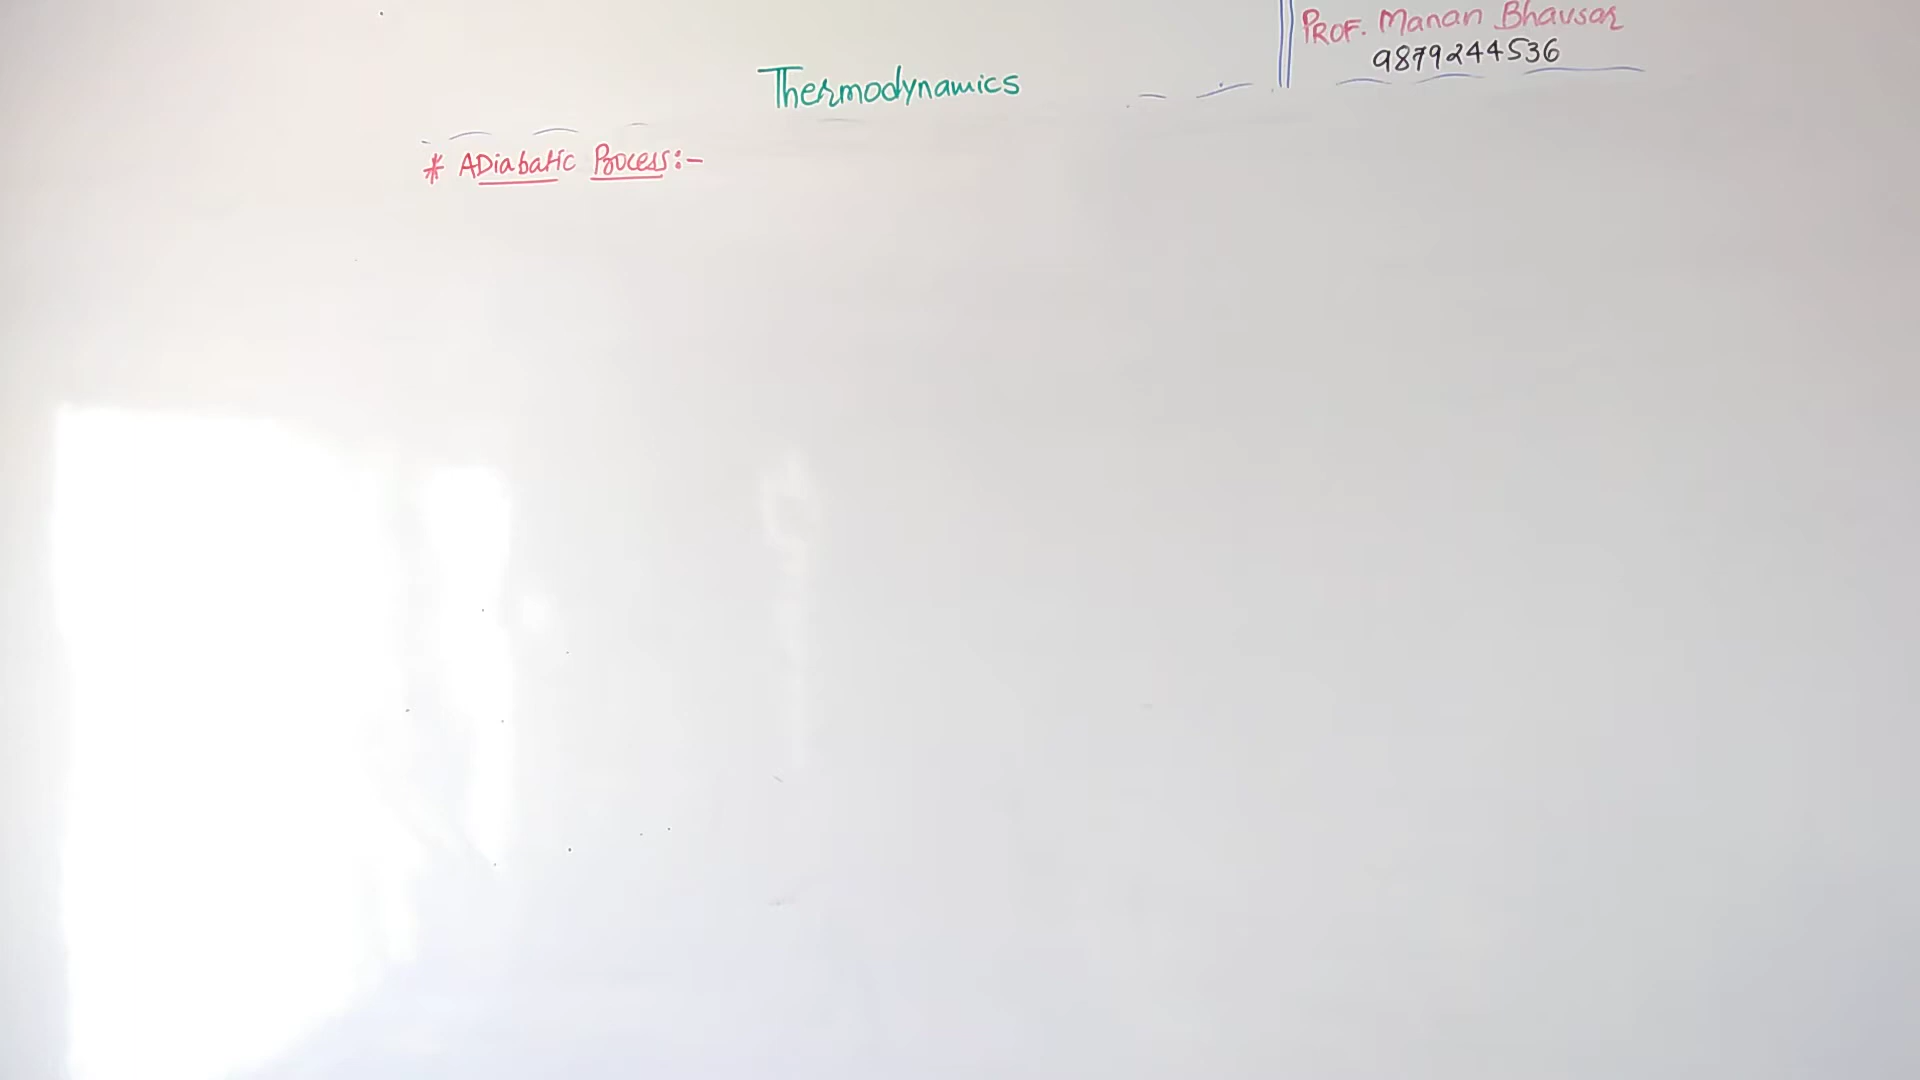 PROF. Manan Bhavsar
9879244536
Thermodynamics
* ADiabatic Process:-